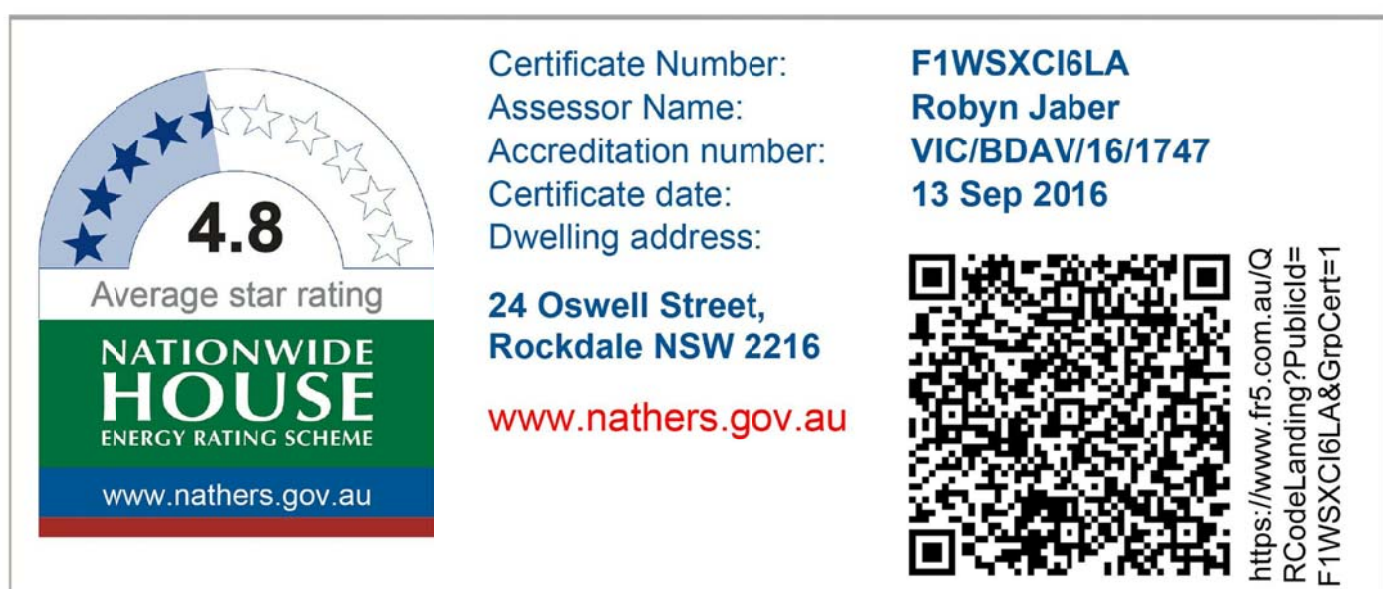 4.8
Average star rating
NATIONWIDE
HOUSE
ENERGY RATING SCHEME
www.nathers.gov.au
Certificate Number: F1WSXCI6LA
Assessor Name: Robyn Jaber
Accreditation number: VIC/BDAV/16/1747
Certificate date: 13 Sep 2016
Dwelling address:
24 Oswell Street,
Rockdale NSW 2216
www.nathers.gov.au
https://www.fr5.com.au/Q
RCodeLanding?PublicId=
F1WSXCI6LA&GrpCert=1